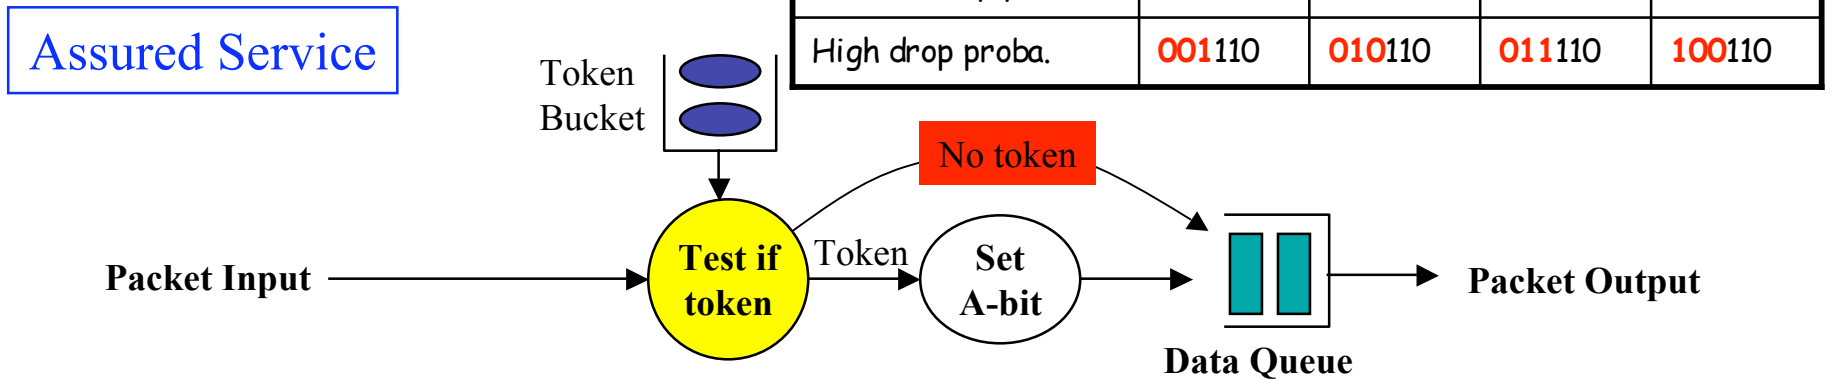 Assured Service
High drop proba. 001110 010110 011110 100110
Token
Bucket
No token
Packet Input
Test if
token
Token
Set
A-bit
Packet Output
Data Queue